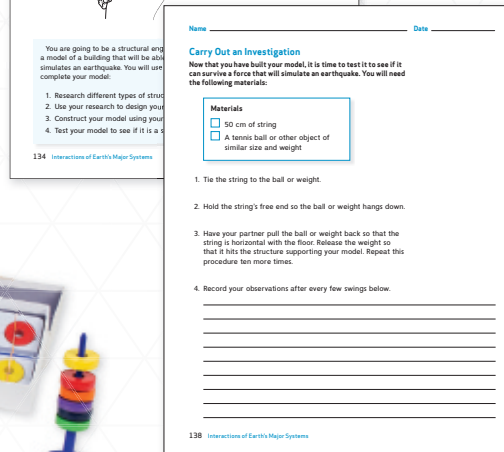 You are going to be a structural eng
a model of a building that will be able
simulates an earthquake. You will use
complete your model:
1. Research different types of struc
2. Use your research to design your
3. Construct your model using your
4. Test your model to see if it is a s
134 Interactions of Earth's Major Systems
Name Date
Carry Out an Investigation
Now that you have built your model, it is time to test it to see if it
can survive a force that will simulate an earthquake. You will need
the following materials:
Materials
50 cm of string
A tennis ball or other object of
similar size and weight
1. Tie the string to the ball or weight.
2. Hold the string's free end so the ball or weight hangs down.
3. Have your partner pull the ball or weight back so that the
string is horizontal with the floor. Release the weight so
that it hits the structure supporting your model. Repeat this
procedure ten more times.
4. Record your observations after every few swings below.
138 Interactions of Earth's Major Systems